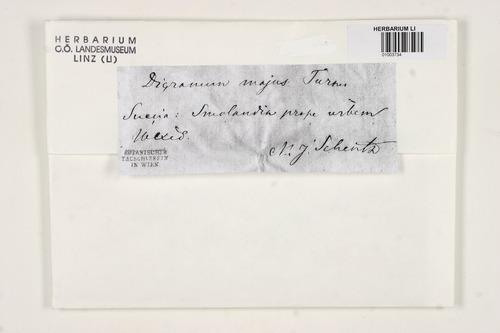 HERBARIUM
O.Ö. LANDESMUSEUM
LINZ (LI)
HERBARIUM LI
01003734
Dicranum majus Turn.
Suecia: Smolandia prope urbem
Wexiö.
N. J. Scheutz
BOTANISCHER
TAUSCHVEREIN
IN WIEN.